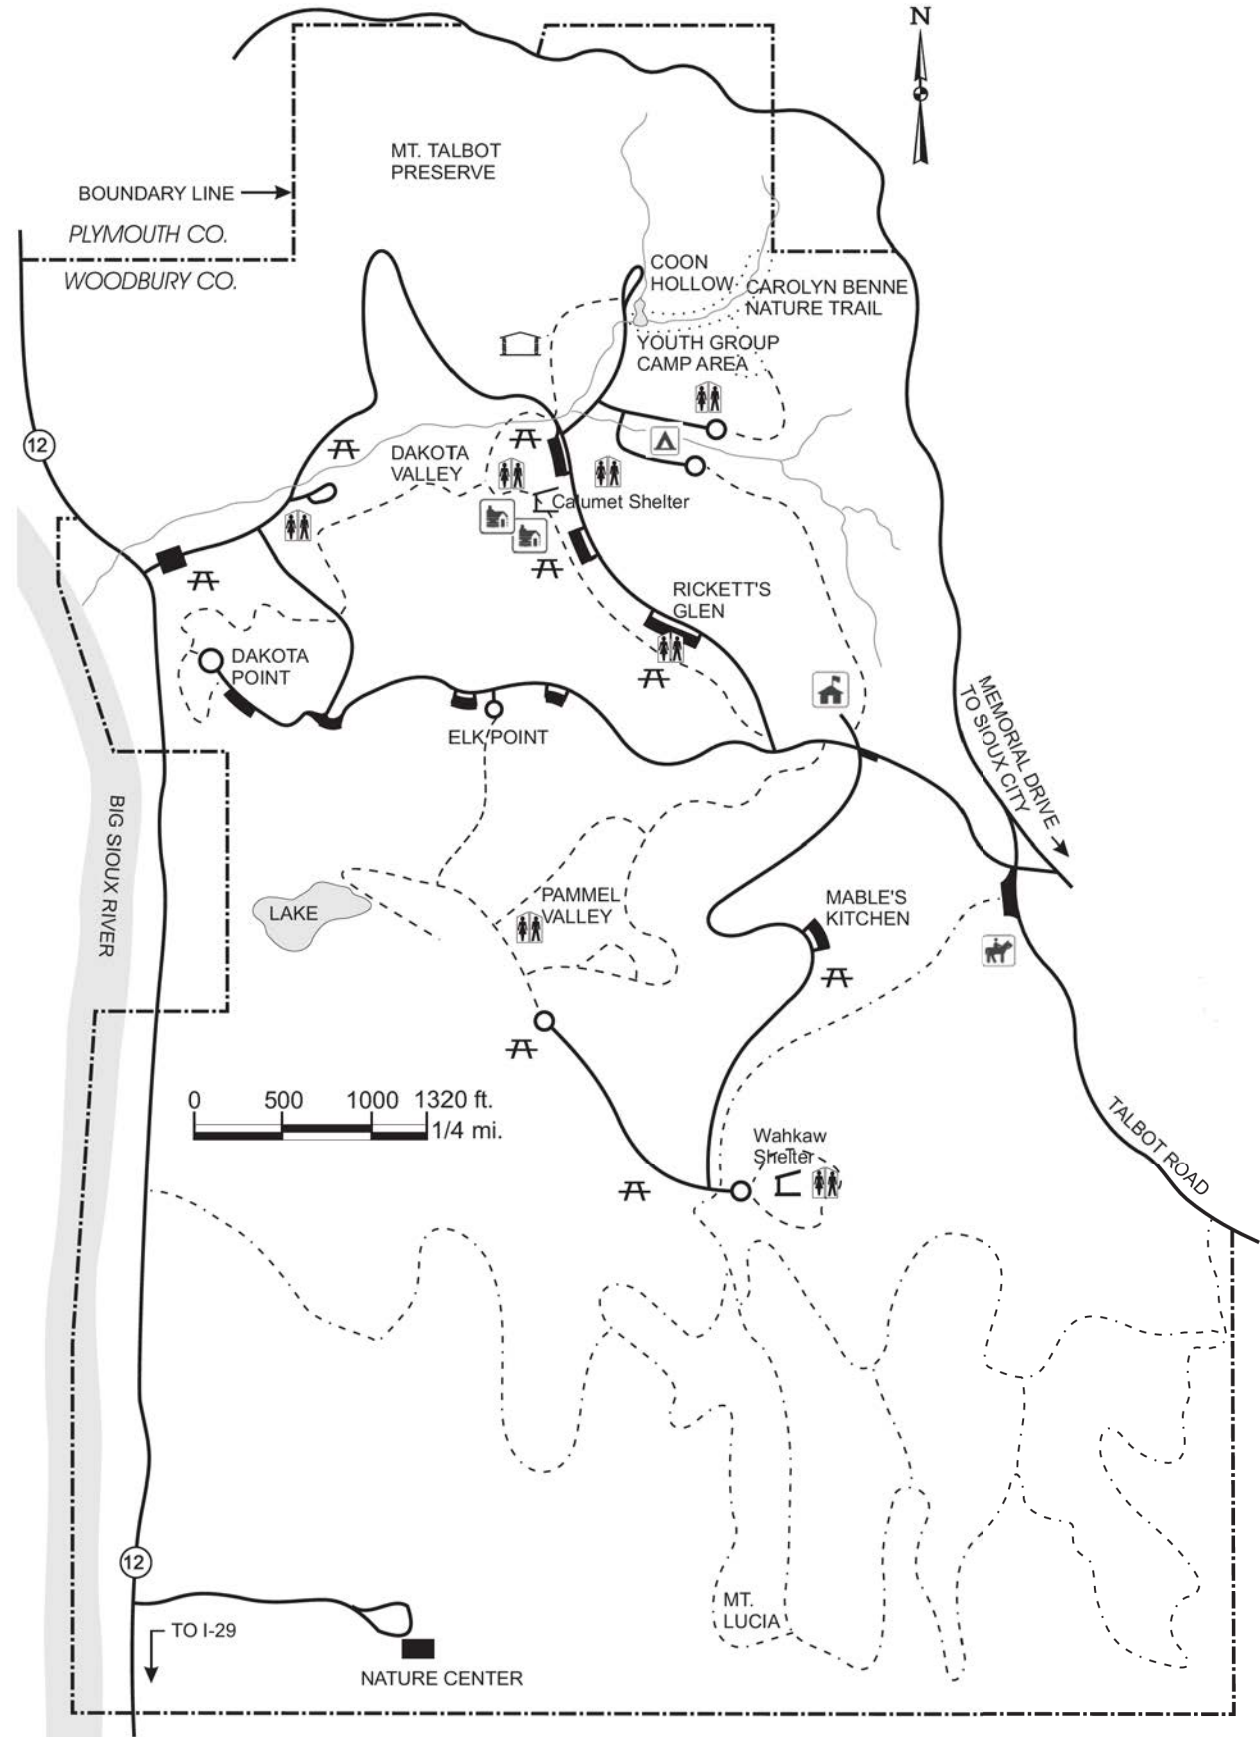 N
MT. TALBOT
PRESERVE
BOUNDARY LINE
PLYMOUTH CO.
WOODBURY CO.
COON
HOLLOW
CAROLYN BENNE
NATURE TRAIL
YOUTH GROUP
CAMP AREA
12
DAKOTA
VALLEY
Calumet Shelter
RICKETT'S
GLEN
DAKOTA
POINT
ELK POINT
MEMORIAL DRIVE
TO SIOUX CITY
BIG SIOUX RIVER
LAKE
PAMMEL
VALLEY
MABLE'S
KITCHEN
0 500 1000 1320 ft.
1/4 mi.
TALBOT ROAD
Wahkaw
Shelter
12
MT.
LUCIA
TO I-29
NATURE CENTER